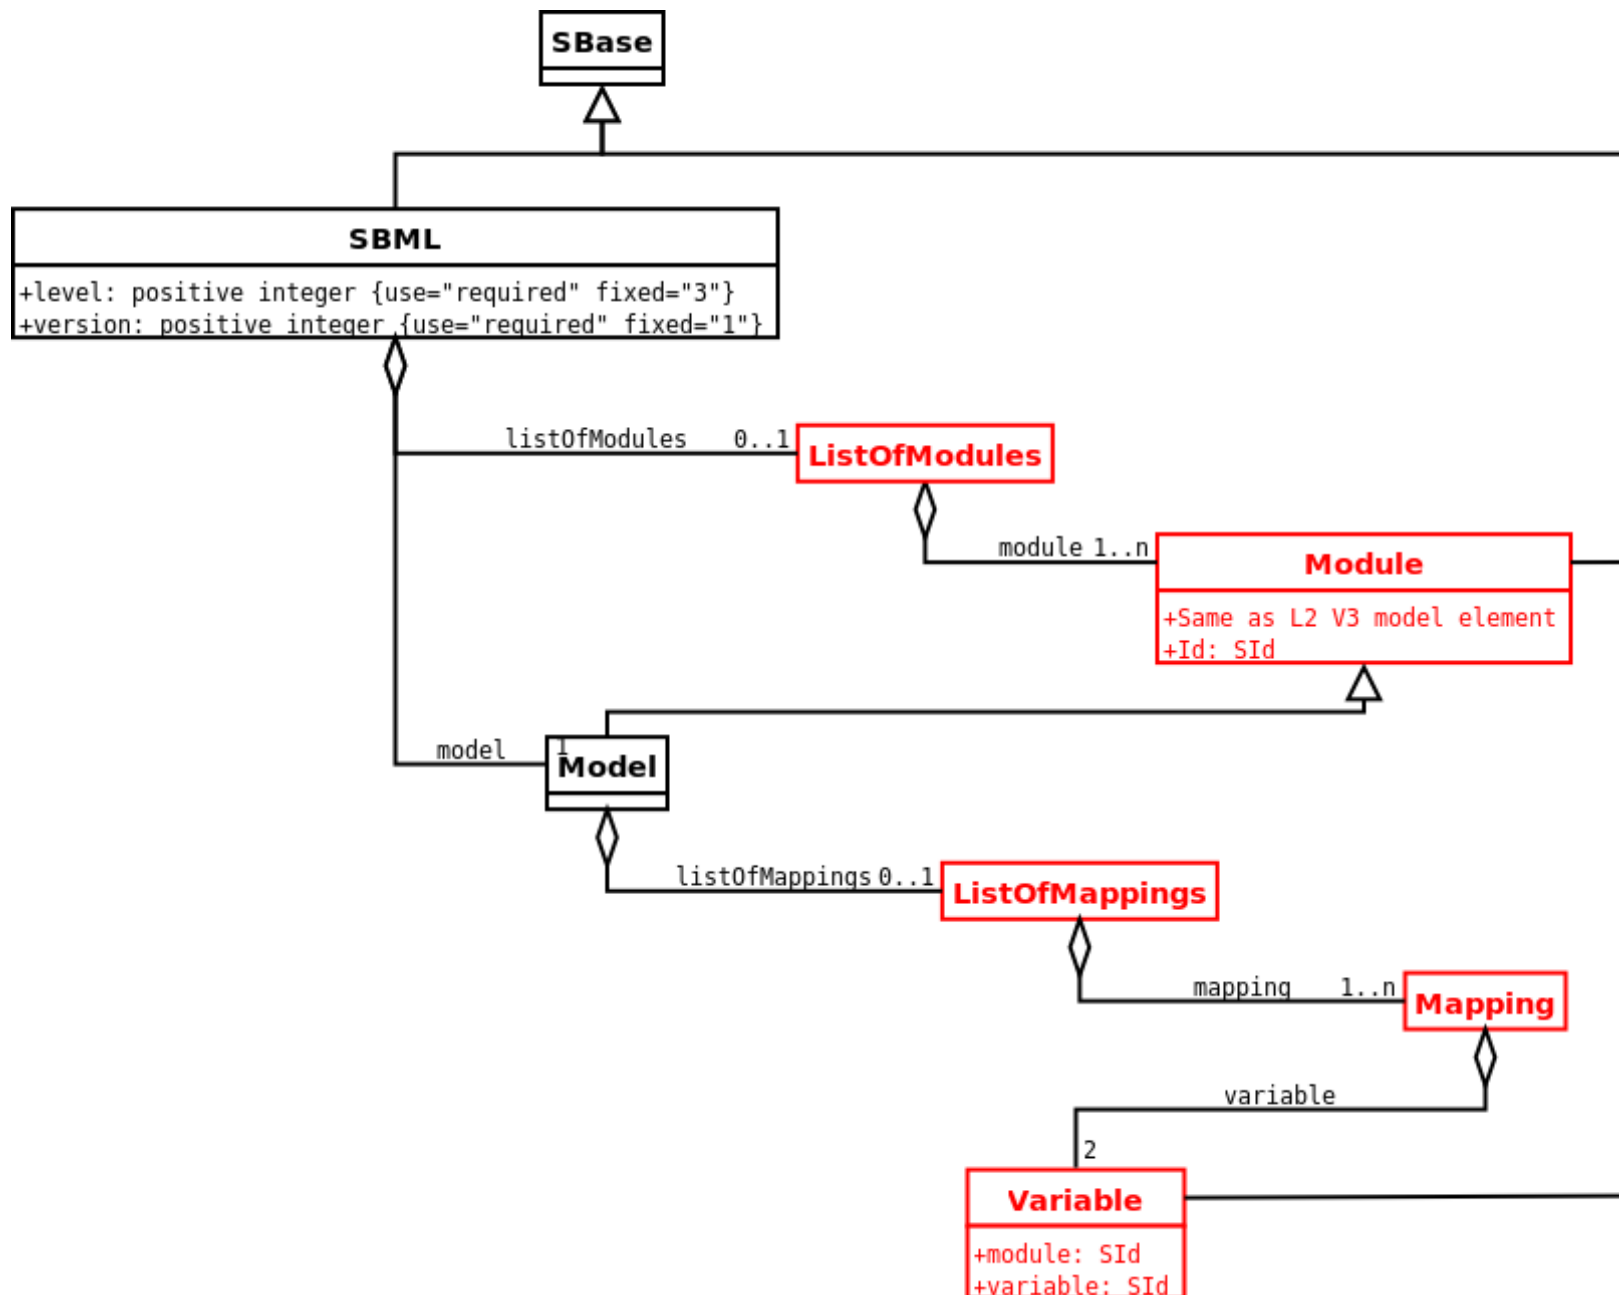 SBase
SBML
+level: positive integer {use="required" fixed="3"}
+version: positive integer {use="required" fixed="1"}
listOfModules 0..1
ListOfModules
module 1..n
Module
+Same as L2 V3 model element
+Id: SId
model
1
Model
listOfMappings 0..1
ListOfMappings
mapping 1..n
Mapping
variable
2
Variable
+module: SId
+variable: SId